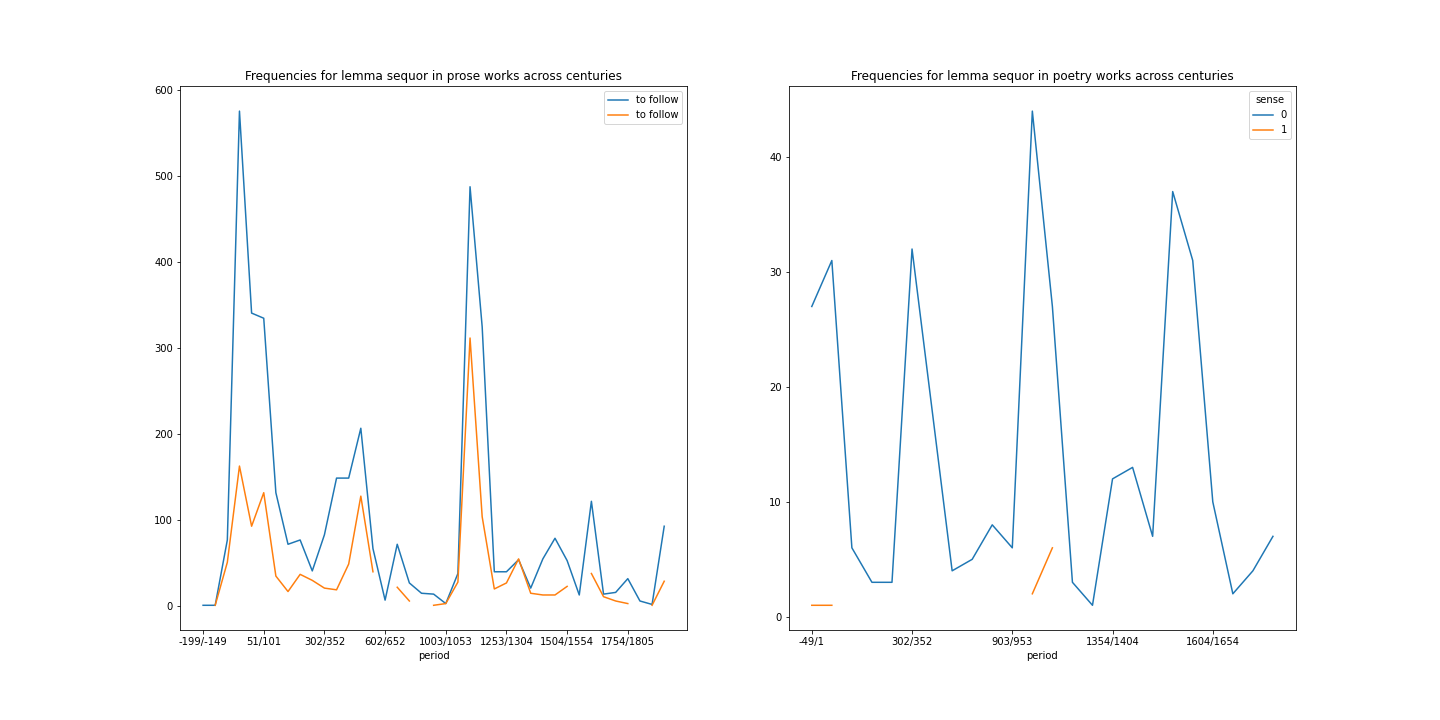 Frequencies for lemma sequor in prose works across centuries
to follow
to follow
600
500
400
300
200
100
0
-199/-149 51/101 302/352 602/652 1003/1053 1253/1304 1504/1554 1754/1805
period
Frequencies for lemma sequor in poetry works across centuries
sense
0
1
40
30
20
10
0
-49/1 302/352 903/953 1354/1404 1604/1654
period